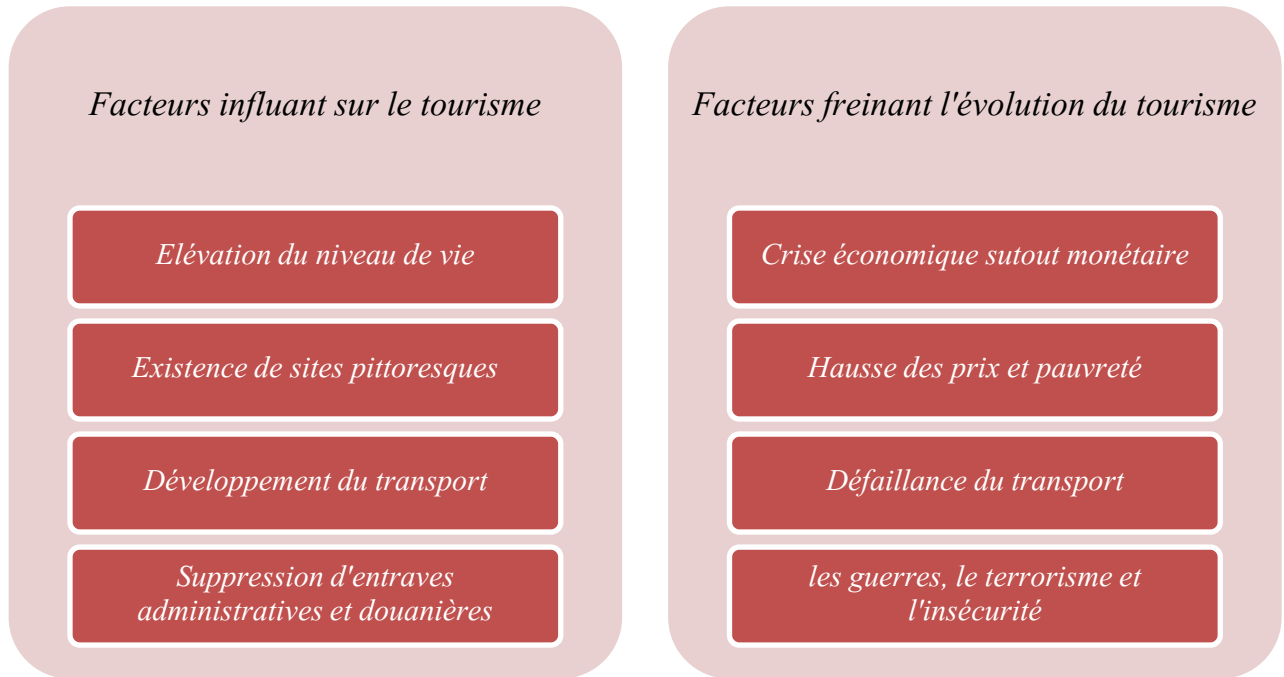 Facteurs influant sur le tourisme
Elévation du niveau de vie
Existence de sites pittoresques
Développement du transport
Suppression d'entraves
administratives et douanières
Facteurs freinant l'évolution du tourisme
Crise économique sutout monétaire
Hausse des prix et pauvreté
Défaillance du transport
les guerres, le terrorisme et
l'insécurité